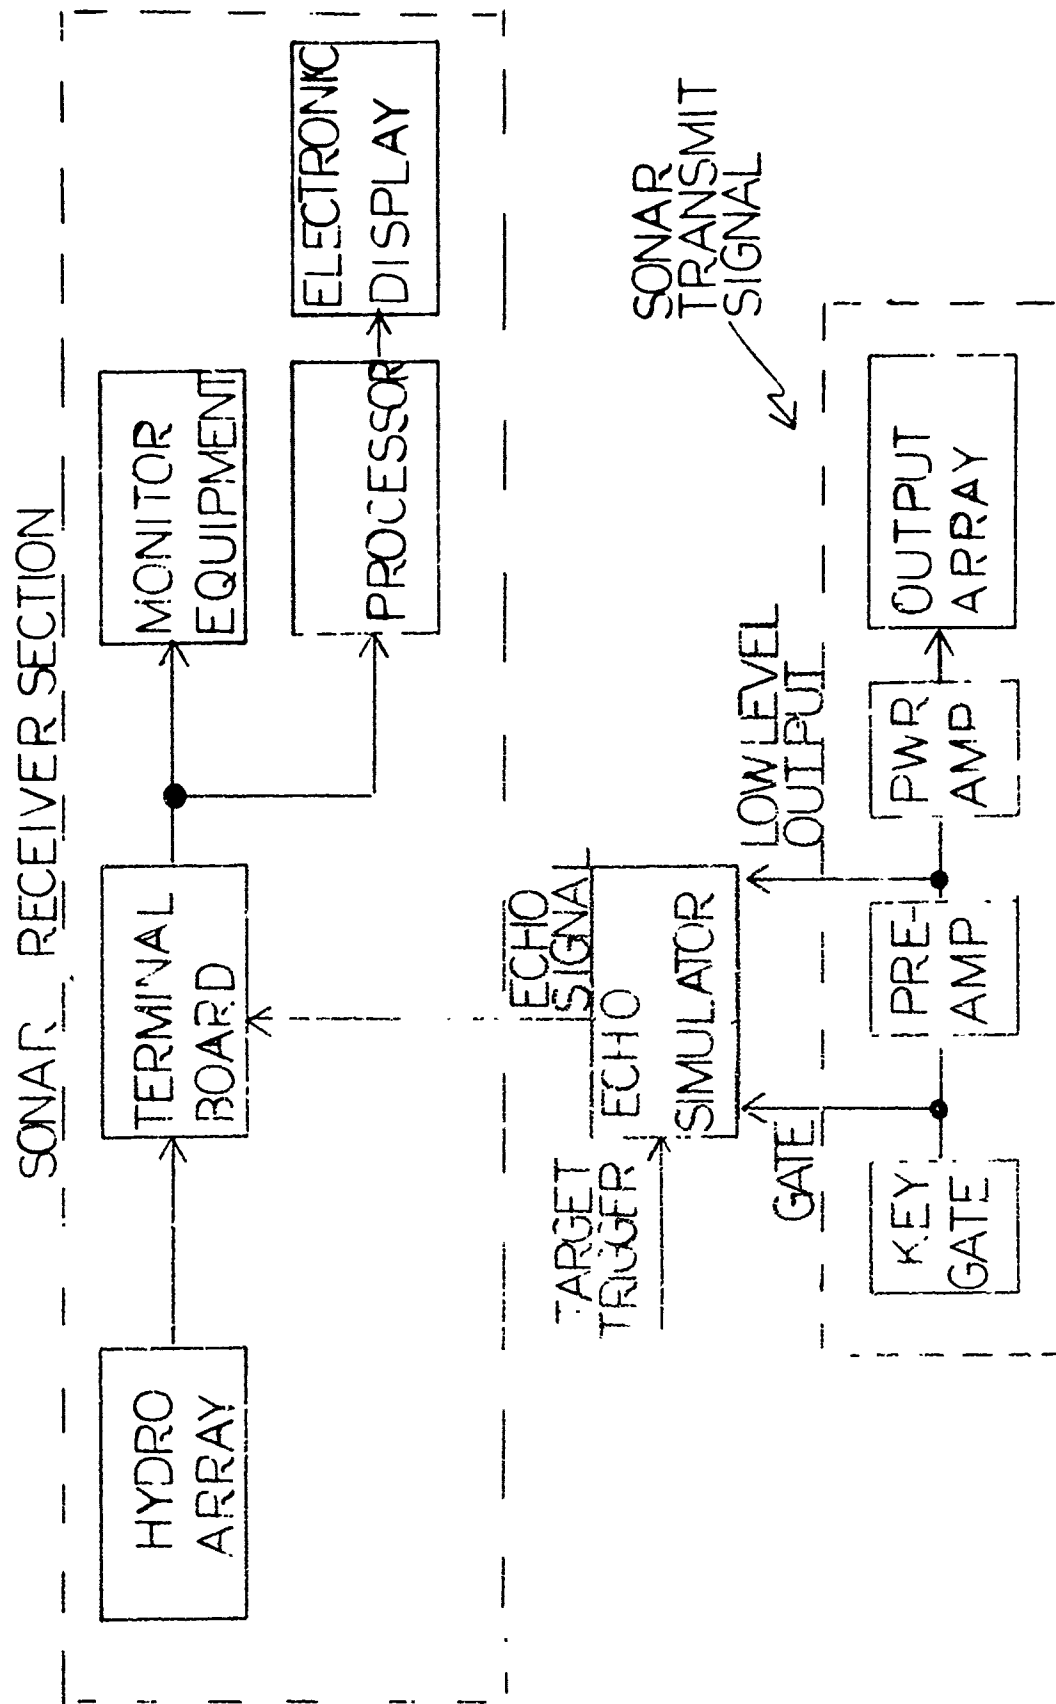 SONAR RECEIVER SECTION
HYDRO
ARRAY
TERMINAL
BOARD
MONITOR
EQUIPMENT
PROCESSOR
ELECTRONIC
DISPLAY
ECHO
SIGNAL
TARGET
TRIGGER
ECHO
SIMULATOR
GATE
LOW LEVEL
OUTPUT
SONAR
TRANSMIT
SIGNAL
KEY
GATE
PRE-
AMP
PWR
AMP
OUTPUT
ARRAY